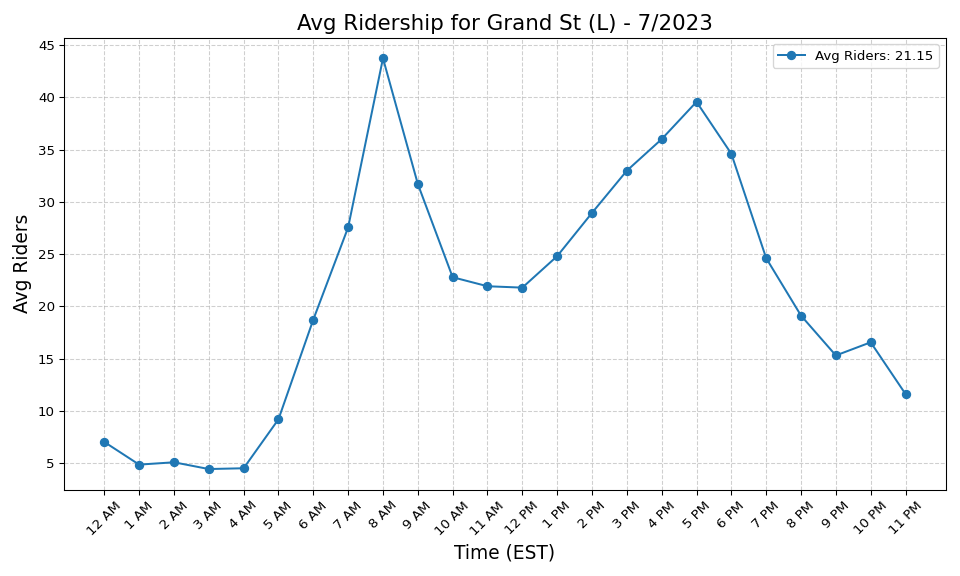 Avg Ridership for Grand St (L) - 7/2023
Avg Riders: 21.15
Avg Riders
45
40
35
30
25
20
15
10
5
12 AM
1 AM
2 AM
3 AM
4 AM
5 AM
6 AM
7 AM
8 AM
9 AM
10 AM
11 AM
12 PM
1 PM
2 PM
3 PM
4 PM
5 PM
6 PM
7 PM
8 PM
9 PM
10 PM
11 PM
Time (EST)